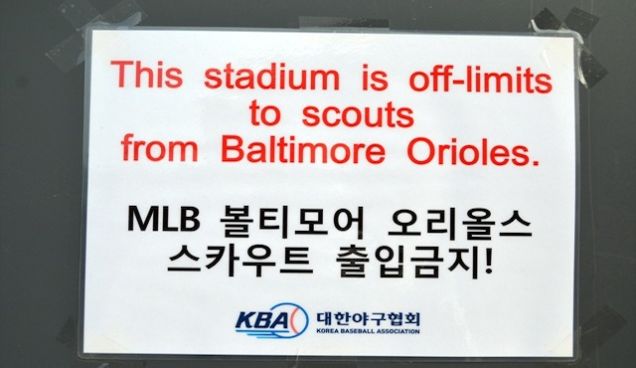 This stadium is off-limits
to scouts
from Baltimore Orioles.
MLB 볼티모어 오리올스
스카우트 출입금지!
KBA 대한야구협회
KOREA BASEBALL ASSOCIATION